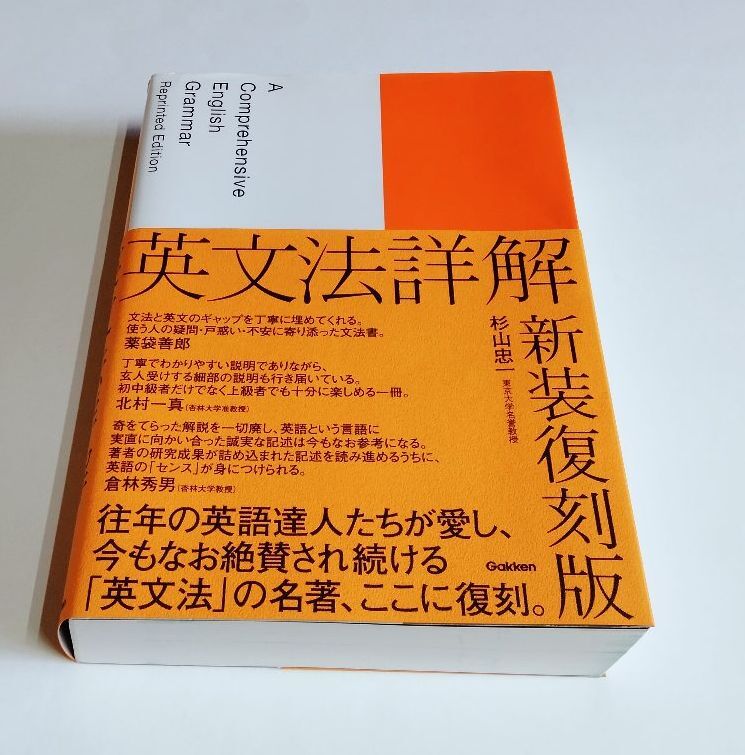 A
Comprehensive
English
Grammar
Reprinted Edition
英文法詳解
新装復刻版
杉山忠一
東京大学名誉教授
文法と英文のギャップを丁寧に埋めてくれる。
使う人の疑問・戸惑い・不安に寄り添った文法書。
薬袋善郎
丁寧でわかりやすい説明でありながら、
玄人受けする細部の説明も行き届いている。
初中級者だけでなく上級者でも十分に楽しめる一冊。
北村一真(杏林大学准教授)
奇をてらった解説を一切廃し、英語という言語に
実直に向かい合った誠実な記述は今もなお参考になる。
著者の研究成果が詰め込まれた記述を読み進めるうちに、
英語の「センス」が身につけられる。
倉林秀男(杏林大学教授)
往年の英語達人たちが愛し、
今もなお絶賛され続ける
「英文法」の名著、ここに復刻。
Gakken